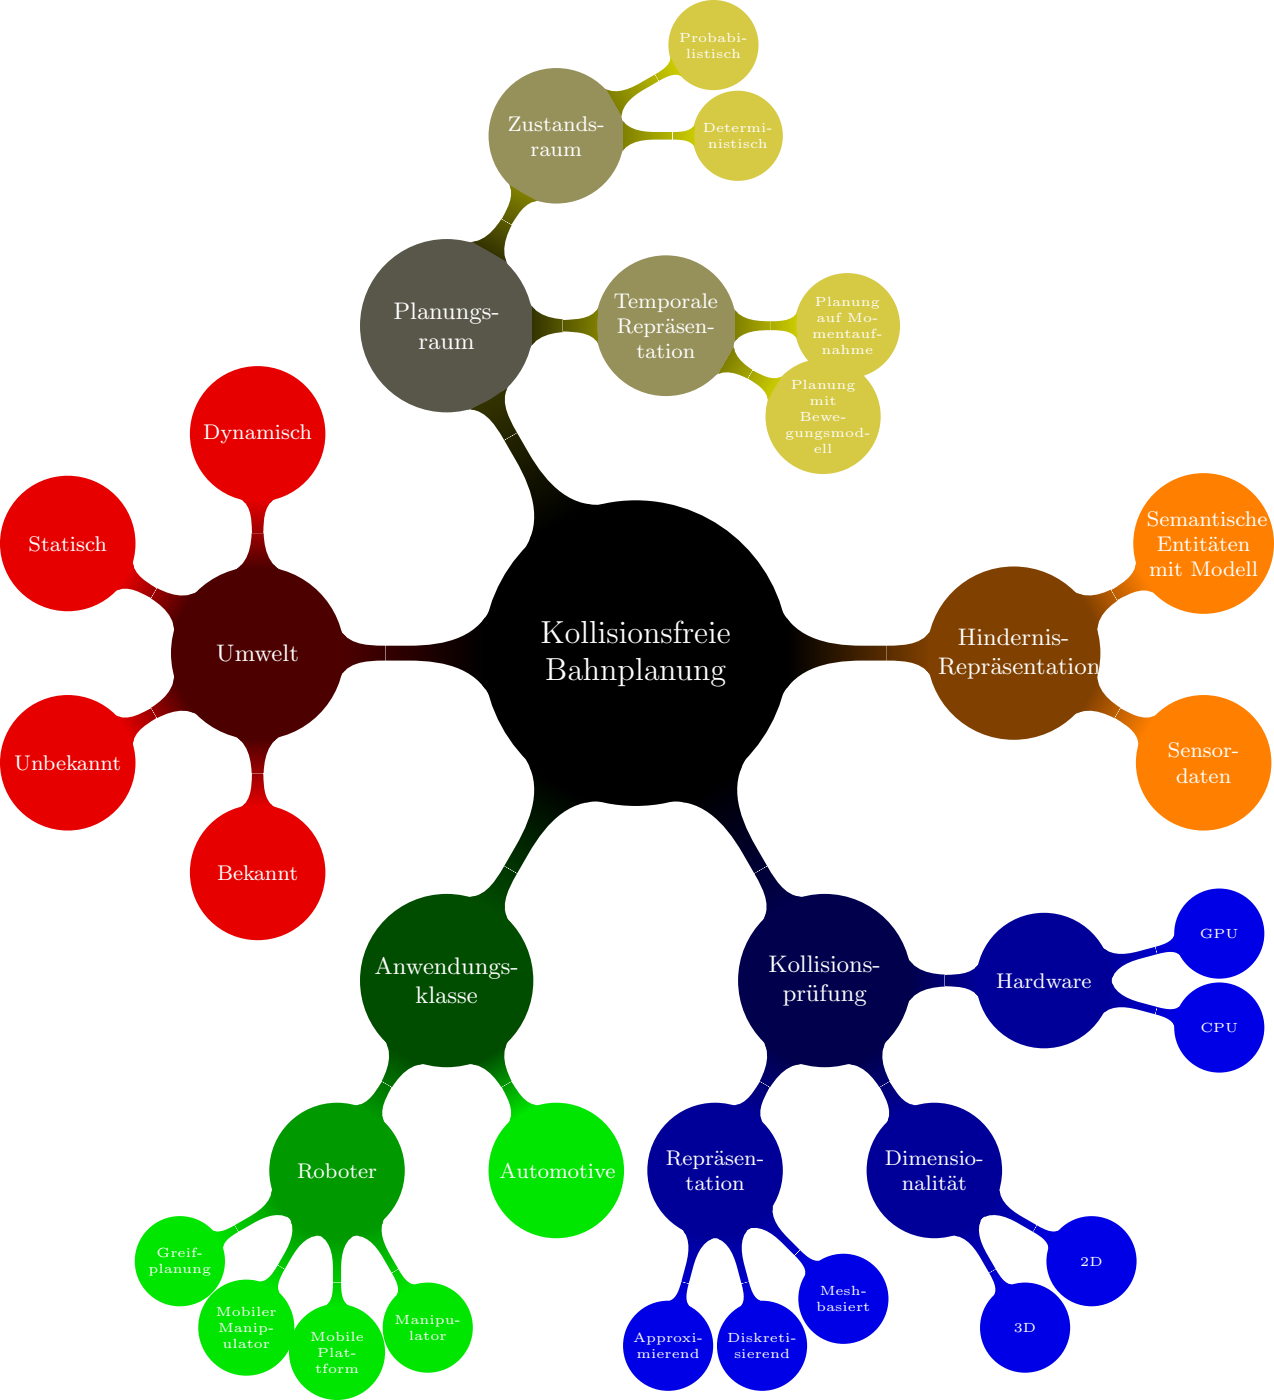 Probabi-
listisch
Zustands-
raum
Determi-
nistisch
Planungs-
raum
Temporale
Repräsen-
tation
Planung
auf Mo-
mentauf-
nahme
Planung
mit
Bewe-
gungsmod-
ell
Dynamisch
Statisch
Umwelt
Unbekannt
Bekannt
Kollisionsfreie
Bahnplanung
Hindernis-
Repräsentation
Semantische
Entitäten
mit Modell
Sensor-
daten
Anwendungs-
klasse
Kollisions-
prüfung
Hardware
GPU
CPU
Roboter
Automotive
Repräsen-
tation
Dimensio-
nalität
Greif-
planung
Mobiler
Manip-
ulator
Mobile
Plat-
tform
Manipu-
lator
Approxi-
mierend
Diskreti-
sierend
Mesh-
basiert
3D
2D